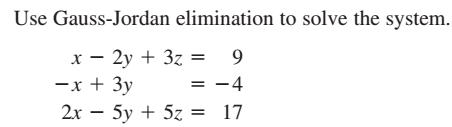 Use Gauss-Jordan elimination to solve the system.
x − 2y + 3z = 9
−x + 3y = −4
2x − 5y + 5z = 17